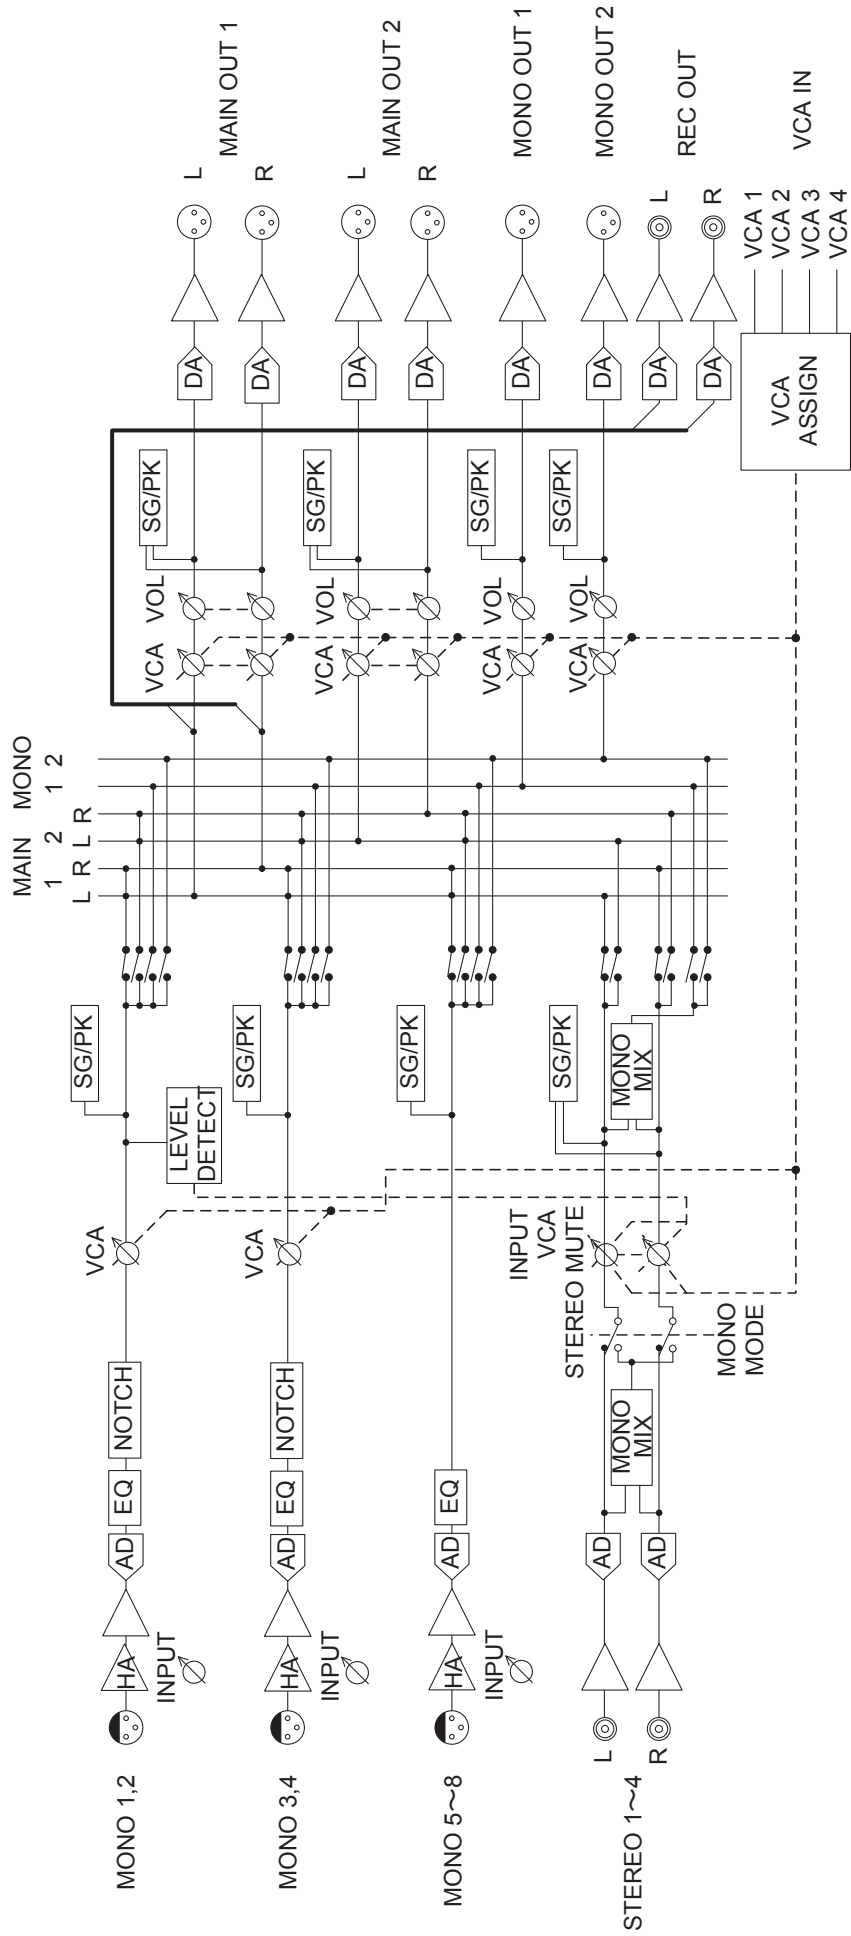 MONO 1,2
HA
INPUT
AD
EQ
NOTCH
VCA
LEVEL
DETECT
SG/PK
MONO 3,4
HA
INPUT
AD
EQ
NOTCH
VCA
SG/PK
MONO 5~8
HA
INPUT
AD
EQ
SG/PK
STEREO 1~4
L
R
AD
AD
MONO
MIX
MONO
MODE
STEREO MUTE
INPUT
VCA
SG/PK
MONO
MIX
MAIN
MONO
1
2
1
2
L
R
L
R
VCA
VOL
SG/PK
DA
DA
L
R
MAIN OUT 1
VCA
VOL
SG/PK
DA
DA
L
R
MAIN OUT 2
VCA
VOL
SG/PK
DA
MONO OUT 1
VCA
VOL
SG/PK
DA
MONO OUT 2
DA
DA
L
R
REC OUT
VCA
ASSIGN
VCA 1
VCA 2
VCA 3
VCA 4
VCA IN